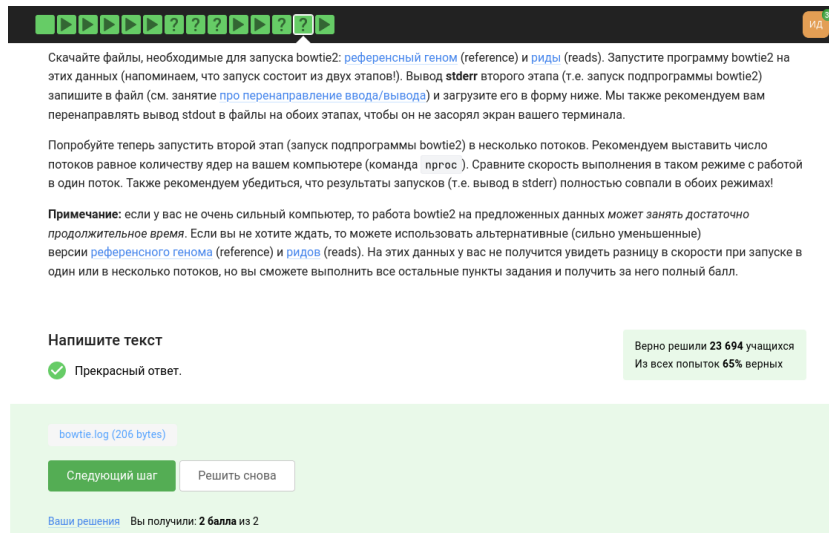 ИД
Скачайте файлы, необходимые для запуска bowtie2: референсный геном (reference) и риды (reads). Запустите программу bowtie2 на
этих данных (напоминаем, что запуск состоит из двух этапов!). Вывод stderr второго этапа (т.е. запуск подпрограммы bowtie2)
запишите в файл (см. занятие про перенаправление ввода/вывода) и загрузите его в форму ниже. Мы также рекомендуем вам
перенаправлять вывод stdout в файлы на обоих этапах, чтобы он не засорял экран вашего терминала.
Попробуйте теперь запустить второй этап (запуск подпрограммы bowtie2) в несколько потоков. Рекомендуем выставить число
потоков равное количеству ядер на вашем компьютере (команда nproc ). Сравните скорость выполнения в таком режиме с работой
в один поток. Также рекомендуем убедиться, что результаты запусков (т.е. вывод в stderr) полностью совпали в обоих режимах!
Примечание: если у вас не очень сильный компьютер, то работа bowtie2 на предложенных данных может занять достаточно
продолжительное время. Если вы не хотите ждать, то можете использовать альтернативные (сильно уменьшенные)
версии референсного генома (reference) и ридов (reads). На этих данных у вас не получится увидеть разницу в скорости при запуске в
один или в несколько потоков, но вы сможете выполнить все остальные пункты задания и получить за него полный балл.
Напишите текст
Верно решили 23 694 учащихся
Из всех попыток 65% верных
Прекрасный ответ.
bowtie.log (206 bytes)
Следующий шаг
Решить снова
Ваши решения Вы получили: 2 балла из 2